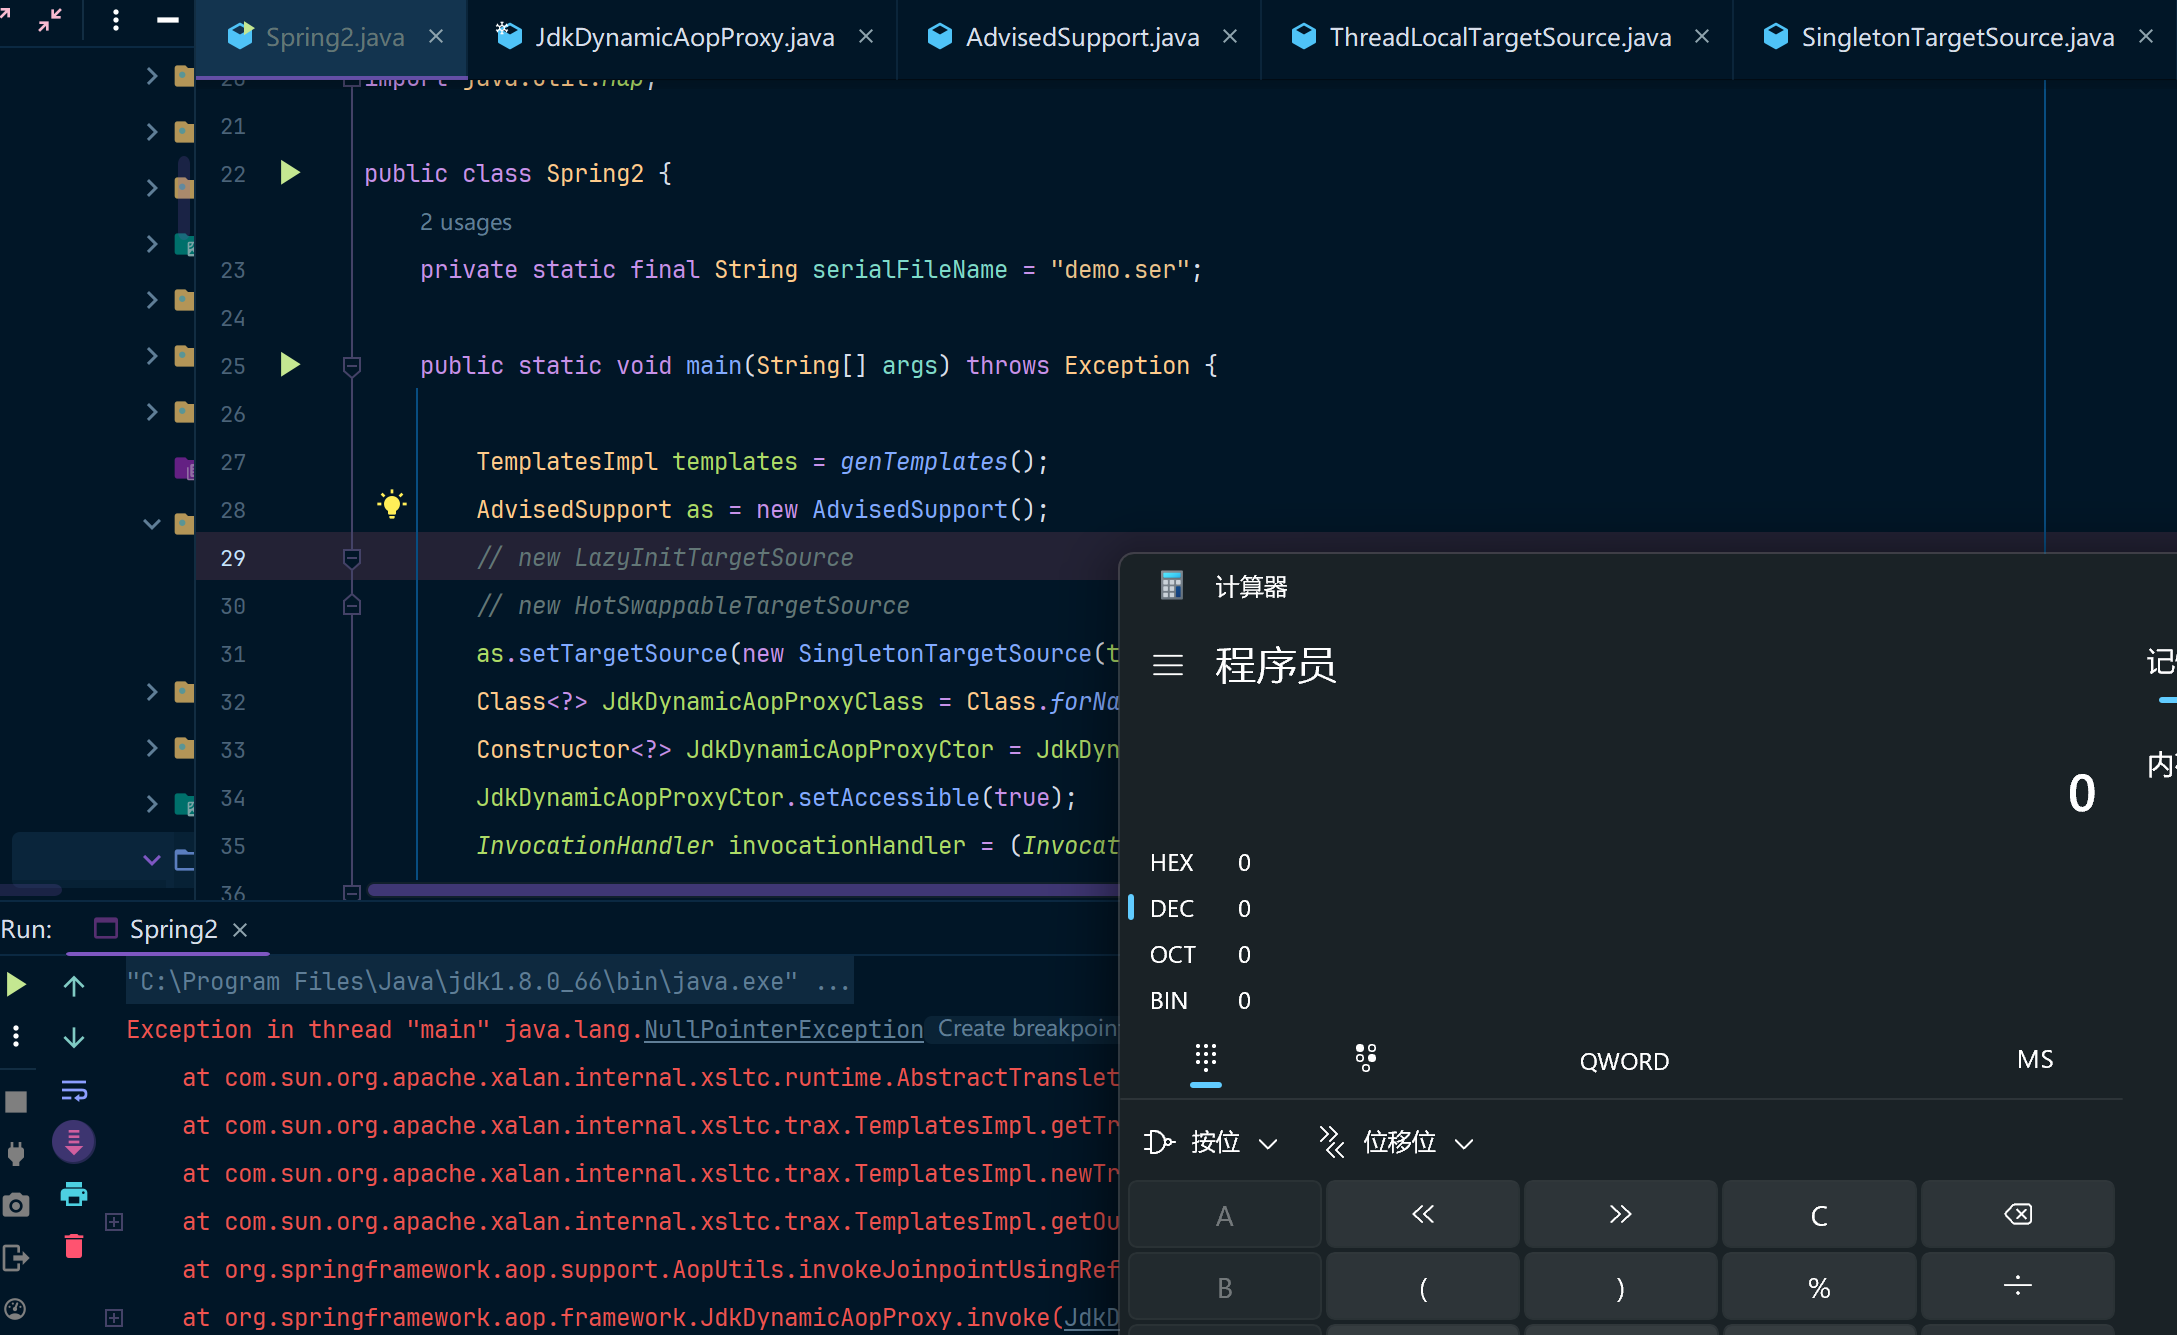 Spring2.java
JdkDynamicAopProxy.java
AdvisedSupport.java
ThreadLocalTargetSource.java
SingletonTargetSource.java
21
22 public class Spring2 {
2 usages
23 private static final String serialFileName = "demo.ser";
24
25 public static void main(String[] args) throws Exception {
26
27 TemplatesImpl templates = genTemplates();
28 AdvisedSupport as = new AdvisedSupport();
29 // new LazyInitTargetSource
30 // new HotSwappableTargetSource
31 as.setTargetSource(new SingletonTargetSource(t
32 Class<?> JdkDynamicAopProxyClass = Class.forNa
33 Constructor<?> JdkDynamicAopProxyCtor = JdkDyn
34 JdkDynamicAopProxyCtor.setAccessible(true);
35 InvocationHandler invocationHandler = (Invocat
36
Run: Spring2
"C:\Program Files\Java\jdk1.8.0_66\bin\java.exe" ...
Exception in thread "main" java.lang.NullPointerException Create breakpoin
at com.sun.org.apache.xalan.internal.xsltc.runtime.AbstractTranslet
at com.sun.org.apache.xalan.internal.xsltc.trax.TemplatesImpl.getTr
at com.sun.org.apache.xalan.internal.xsltc.trax.TemplatesImpl.newTr
at com.sun.org.apache.xalan.internal.xsltc.trax.TemplatesImpl.getOu
at org.springframework.aop.support.AopUtils.invokeJoinpointUsingRef
at org.springframework.aop.framework.JdkDynamicAopProxy.invoke(JdkD
计算器
程序员
0
HEX 0
DEC 0
OCT 0
BIN 0
QWORD
MS
按位
位移位
A « » C
B ( ) % ÷